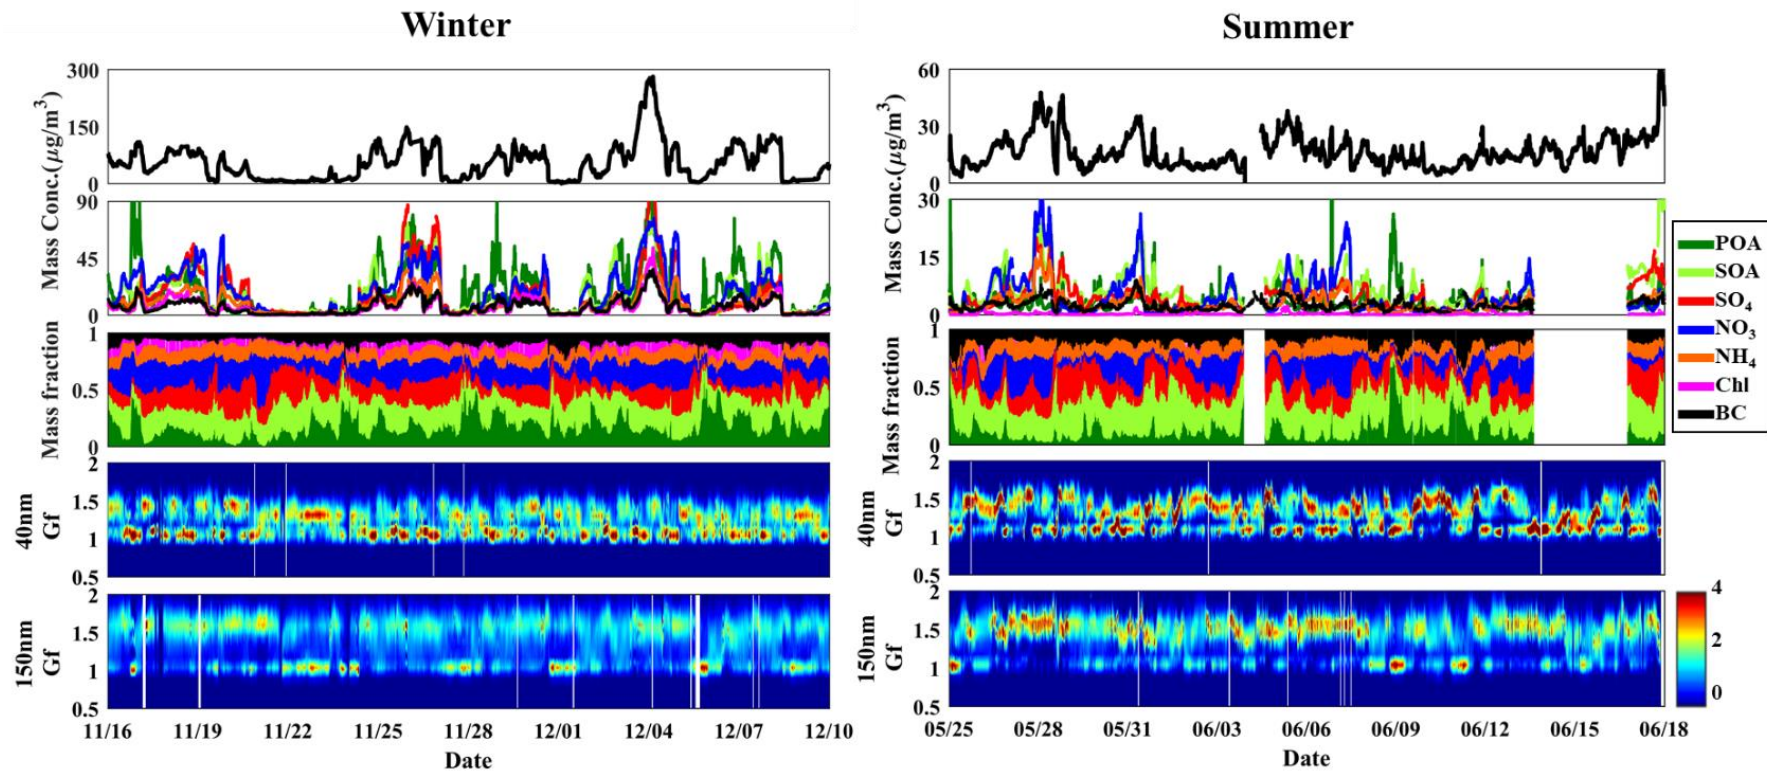 Winter
Summer
300
150
0
Mass Conc.(μg/m³)
90
45
0
Mass Conc.
1
0.5
0
Mass fraction
2
1.5
1
0.5
40nm
Gf
2
1.5
1
0.5
150nm
Gf
11/16 11/19 11/22 11/25 11/28 12/01 12/04 12/07 12/10
Date
60
30
0
Mass Conc.(μg/m³)
30
15
0
Mass Conc.
1
0.5
0
Mass fraction
2
1.5
1
0.5
40nm
Gf
2
1.5
1
0.5
150nm
Gf
05/25 05/28 05/31 06/03 06/06 06/09 06/12 06/15 06/18
Date
POA
SOA
SO₄
NO₃
NH₄
Chl
BC
4
2
0